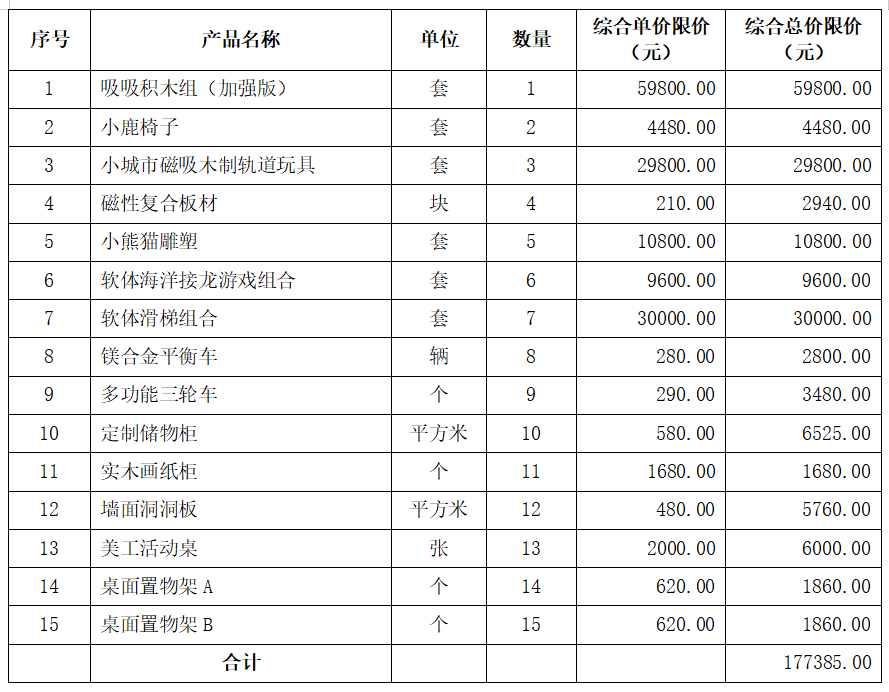 序号 产品名称 单位 数量 综合单价限价（元） 综合总价限价（元）
1 吸吸积木组（加强版） 套 1 59800.00 59800.00
2 小鹿椅子 套 2 4480.00 4480.00
3 小城市磁吸木制轨道玩具 套 3 29800.00 29800.00
4 磁性复合板材 块 4 210.00 2940.00
5 小熊猫雕塑 套 5 10800.00 10800.00
6 软体海洋接龙游戏组合 套 6 9600.00 9600.00
7 软体滑梯组合 套 7 30000.00 30000.00
8 镁合金平衡车 辆 8 280.00 2800.00
9 多功能三轮车 个 9 290.00 3480.00
10 定制储物柜 平方米 10 580.00 6525.00
11 实木画纸柜 个 11 1680.00 1680.00
12 墙面洞洞板 平方米 12 480.00 5760.00
13 美工活动桌 张 13 2000.00 6000.00
14 桌面置物架 A 个 14 620.00 1860.00
15 桌面置物架 B 个 15 620.00 1860.00
合计 177385.00